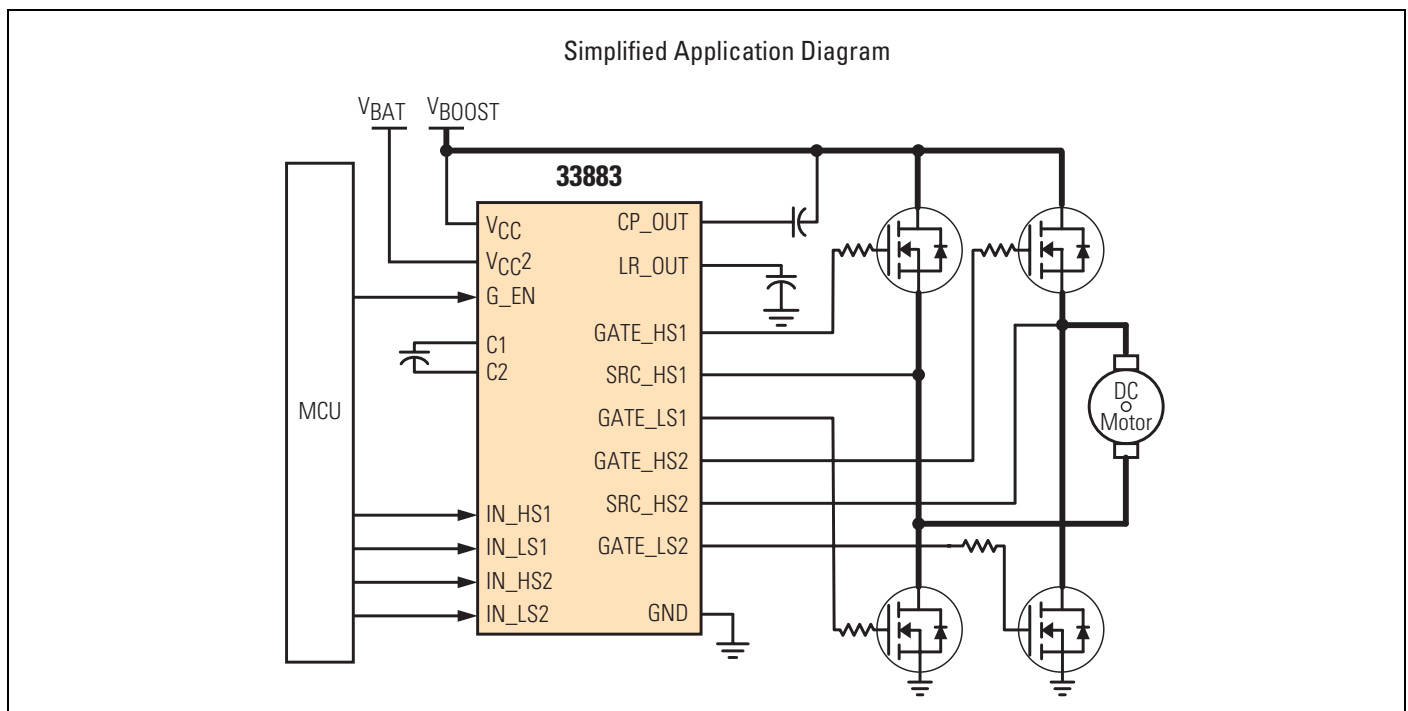 Simplified Application Diagram
VBAT
VBOOST
33883
VCC
VCC2
G_EN
C1
C2
IN_HS1
IN_LS1
IN_HS2
IN_LS2
CP_OUT
LR_OUT
GATE_HS1
SRC_HS1
GATE_LS1
GATE_HS2
SRC_HS2
GATE_LS2
GND
MCU
DC
Motor